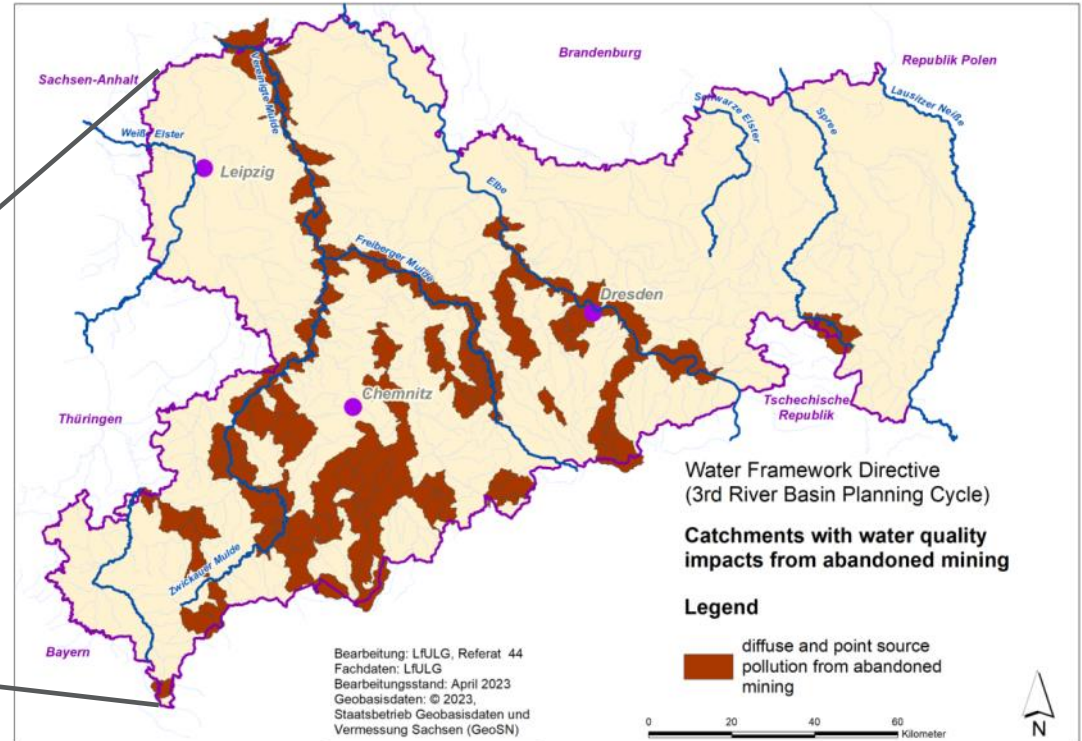 Brandenburg
Republik Polen
Sachsen-Anhalt
Vereinigte Mulde
Schwarze Elster
Spree
Lausitzer Neiße
Weiße Elster
Leipzig
Elbe
Freiberger Mulde
Dresden
Chemnitz
Tschechische
Republik
Thüringen
Zwickauer Mulde
Bayern
Water Framework Directive
(3rd River Basin Planning Cycle)
Catchments with water quality
impacts from abandoned mining
Legend
diffuse and point source
pollution from abandoned
mining
Bearbeitung: LfULG, Referat 44
Fachdaten: LfULG
Bearbeitungsstand: April 2023
Geobasisdaten: © 2023,
Staatsbetrieb Geobasisdaten und
Vermessung Sachsen (GeoSN)
0 20 40 60
Kilometer
N